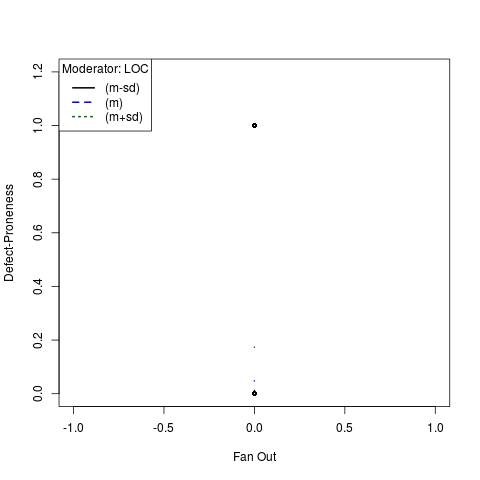 Moderator: LOC
(m-sd)
(m)
(m+sd)
1.2
1.0
0.8
0.6
0.4
0.2
0.0
Defect-Proneness
-1.0 -0.5 0.0 0.5 1.0
Fan Out